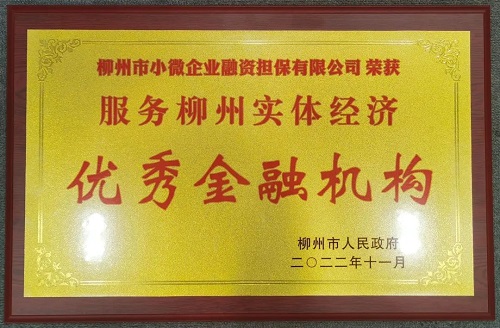 柳州市小微企业融资担保有限公司 荣获
服务柳州实体经济
优秀金融机构
柳州市人民政府
二〇二二年十一月